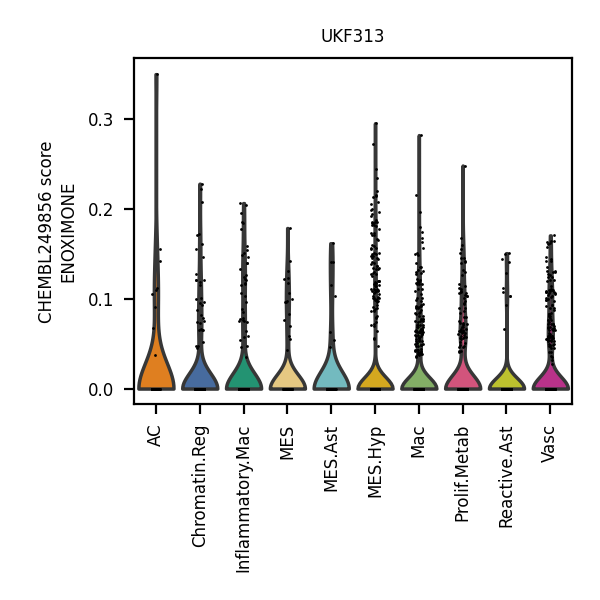 UKF313
CHEMBL249856 score
ENOXIMONE
0.3
0.2
0.1
0.0
AC
Chromatin.Reg
Inflammatory.Mac
MES
MES.Ast
MES.Hyp
Mac
Prolif.Metab
Reactive.Ast
Vasc